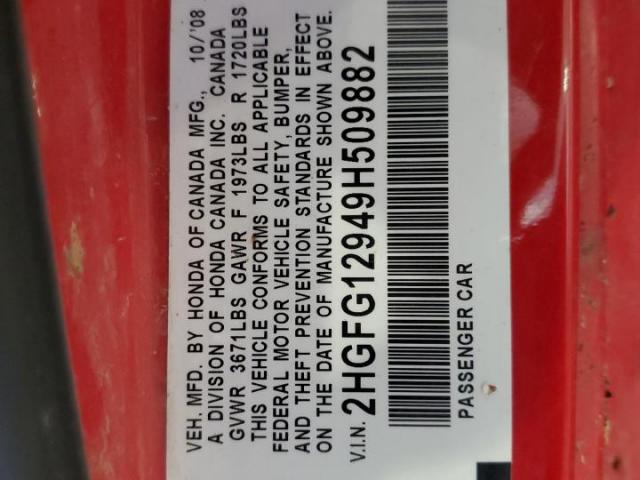 VEH. MFD. BY HONDA OF CANADA MFG., 10/'08
A DIVISION OF HONDA CANADA INC. CANADA
GVWR 3671LBS GAWR F 1973LBS R 1720LBS
THIS VEHICLE CONFORMS TO ALL APPLICABLE
FEDERAL MOTOR VEHICLE SAFETY, BUMPER,
AND THEFT PREVENTION STANDARDS IN EFFECT
ON THE DATE OF MANUFACTURE SHOWN ABOVE.
V.I.N. 2HGFG12949H509882
PASSENGER CAR